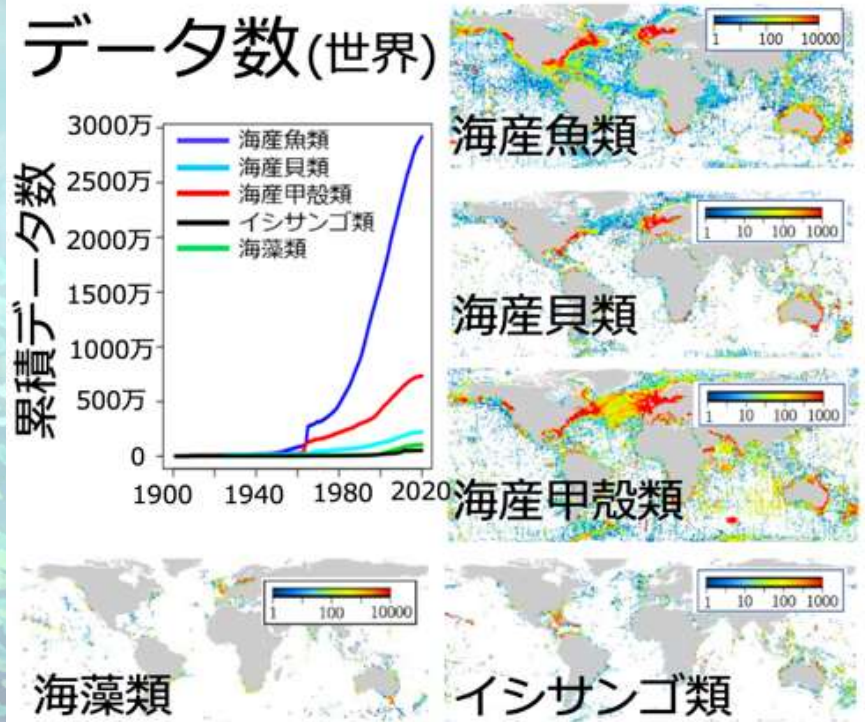 データ数(世界)
累積データ数
3000万
2500万
2000万
1500万
1000万
500万
0
1900 1940 1980 2020
海産魚類
海産貝類
海産甲殻類
イシサンゴ類
海藻類
1 100 10000
海産魚類
1 10 100 1000
海産貝類
1 10 100 1000
海産甲殻類
1 100 10000
海藻類
1 10 100 1000
イシサンゴ類